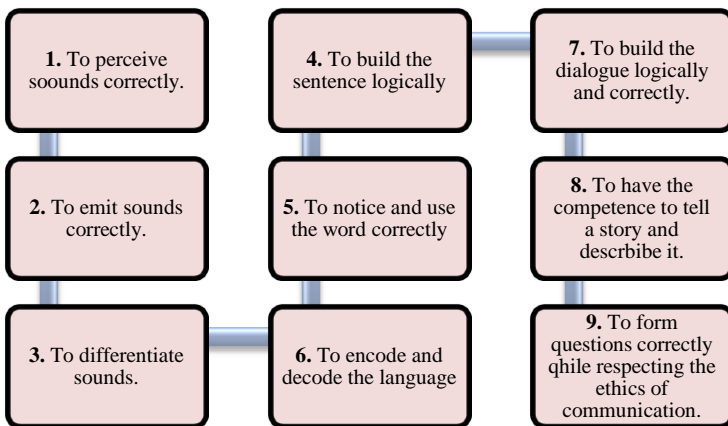 1. To perceive
soounds correctly.
2. To emit sounds
correctly.
3. To differentiate
sounds.
4. To build the
sentence logically
5. To notice and use
the word correctly
6. To encode and
decode the language
7. To build the
dialogue logically
and correctly.
8. To have the
competence to tell
a story and
descrbibe it.
9. To form
questions correctly
qhile respecting the
ethics of
communication.